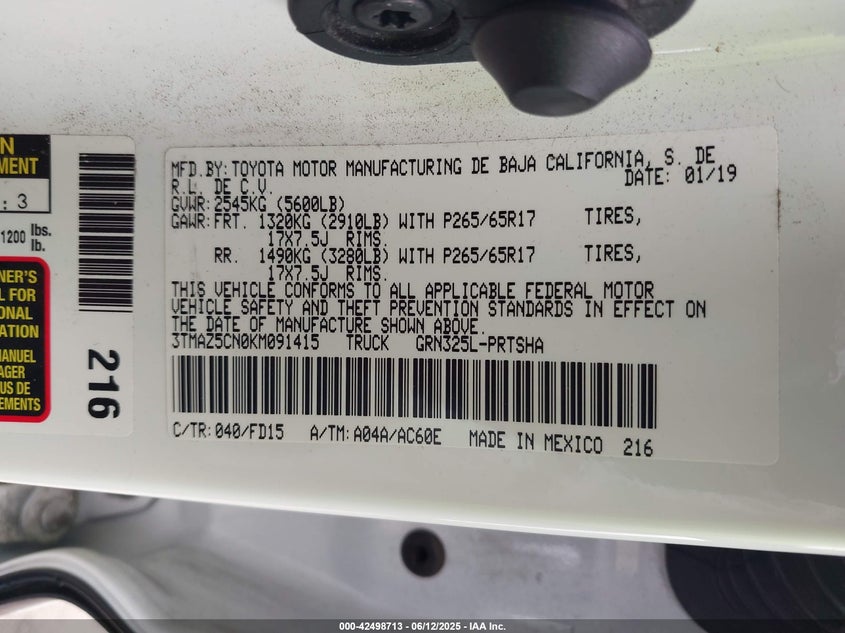 N
MENT
. 3
1200 lbs.
lb.
NER'S
L FOR
ONAL
ATION
MANUEL
AGER
US DE
EMENTS
216
MFD.BY:TOYOTA MOTOR MANUFACTURING DE BAJA CALIFORNIA, S. DE
R.L. DE C.V. DATE: 01/19
GVWR:2545KG (5600LB)
GAWR:FRT. 1320KG (2910LB) WITH P265/65R17 TIRES,
17X7.5J RIMS.
RR. 1490KG (3280LB) WITH P265/65R17 TIRES,
17X7.5J RIMS.
THIS VEHICLE CONFORMS TO ALL APPLICABLE FEDERAL MOTOR
VEHICLE SAFETY AND THEFT PREVENTION STANDARDS IN EFFECT ON
THE DATE OF MANUFACTURE SHOWN ABOVE.
3TMAZ5CN0KM091415 TRUCK GRN325L-PRTSHA
C/TR:040/FD15 A/TM:A04A/AC60E MADE IN MEXICO 216
000-42498713 - 06/12/2025 - IAA Inc.